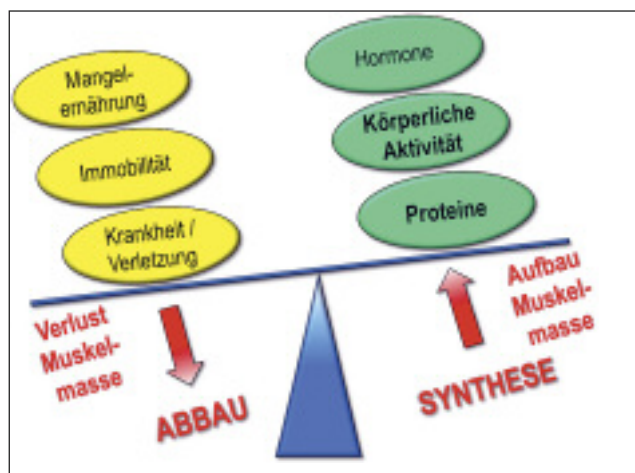 Mangel-
ernährung
Immobilität
Krankheit /
Verletzung
Hormone
Körperliche
Aktivität
Proteine
Verlust
Muskel-
masse
ABBAU
Aufbau
Muskel-
masse
SYNTHESE